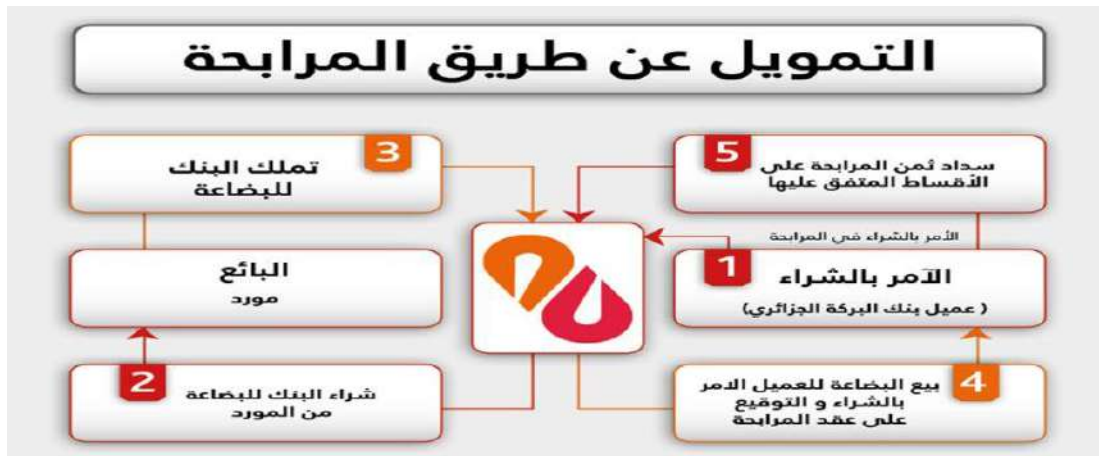 التمويل عن طريق المرابحة
5
سداد ثمن المرابحة على
الأقساط المتفق عليها
3
تملك البنك
للبضاعة
الأمر بالشراء في المرابحة
1
الآمر بالشراء
(عميل بنك البركة الجزائري)
البائع
مورد
4
بيع البضاعة للعميل الامر
بالشراء و التوقيع
على عقد المرابحة
2
شراء البنك للبضاعة
من المورد